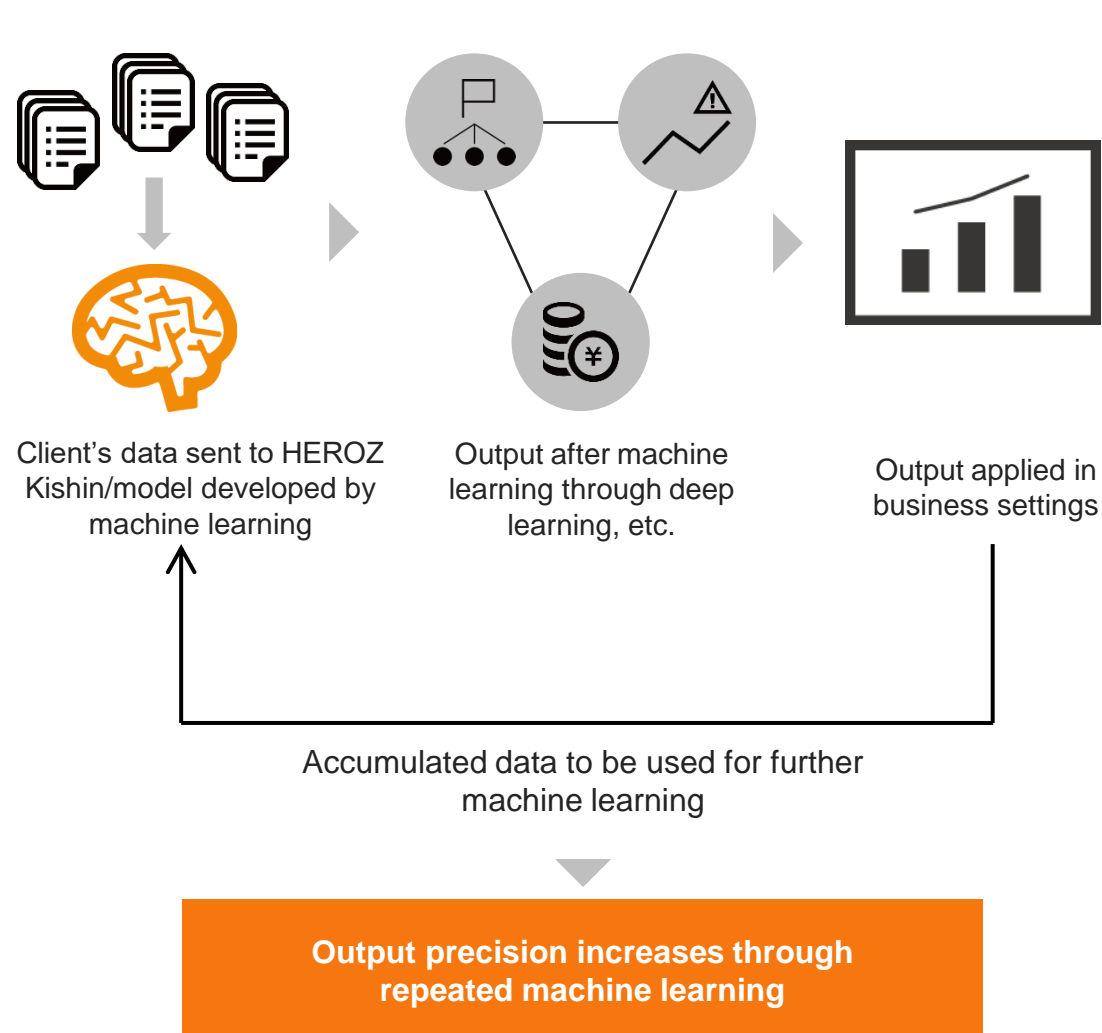 Client’s data sent to HEROZ
Kishin/model developed by
machine learning
Output after machine
learning through deep
learning, etc.
Output applied in
business settings
Accumulated data to be used for further
machine learning
Output precision increases through
repeated machine learning
¥